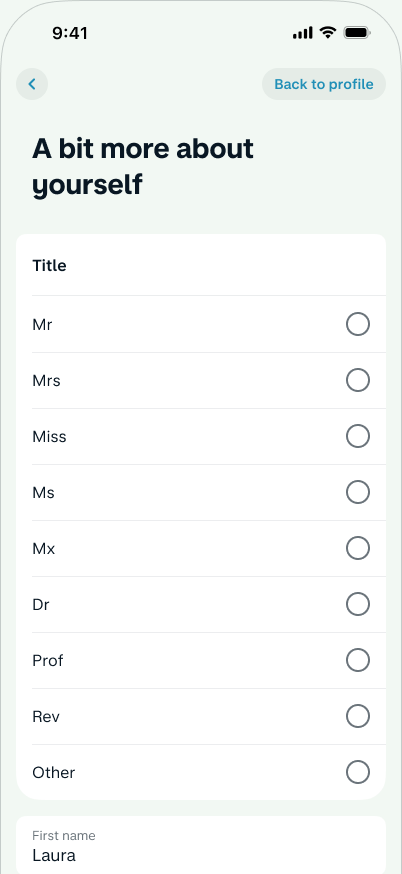 9:41
Back to profile
A bit more about
yourself
Title
Mr
Mrs
Miss
Ms
Mx
Dr
Prof
Rev
Other
First name
Laura